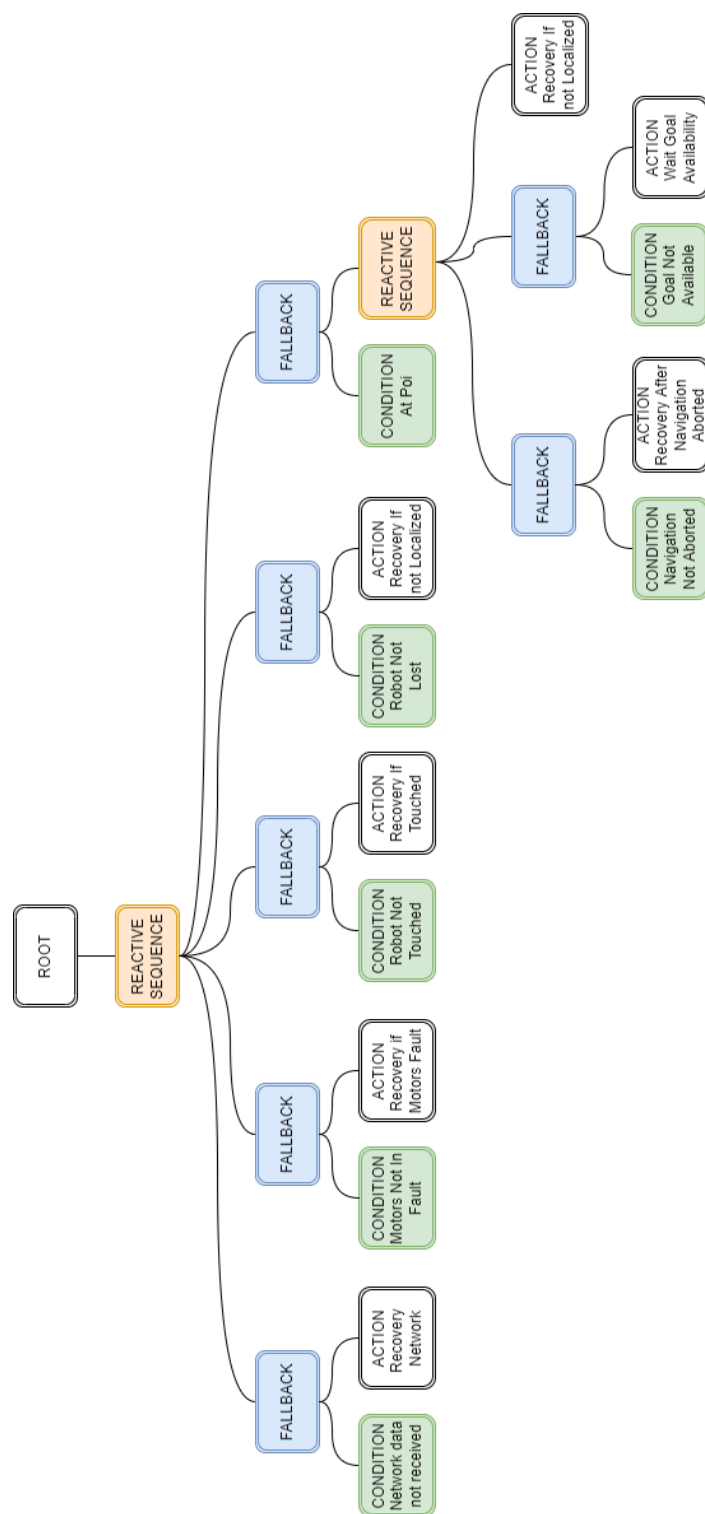 ROOT
REACTIVE
SEQUENCE
FALLBACK
FALLBACK
FALLBACK
FALLBACK
FALLBACK
CONDITION
Network data
not received
ACTION
Recovery
Network
CONDITION
Motors Not In
Fault
ACTION
Recovery if
Motors Fault
CONDITION
Robot Not
Touched
ACTION
Recovery If
Touched
CONDITION
Robot Not
Lost
ACTION
Recovery If
not Localized
CONDITION
At Poi
REACTIVE
SEQUENCE
FALLBACK
FALLBACK
ACTION
Recovery If
not Localized
CONDITION
Navigation
Not Aborted
ACTION
Recovery After
Navigation
Aborted
CONDITION
Goal Not
Available
ACTION
Wait Goal
Availability